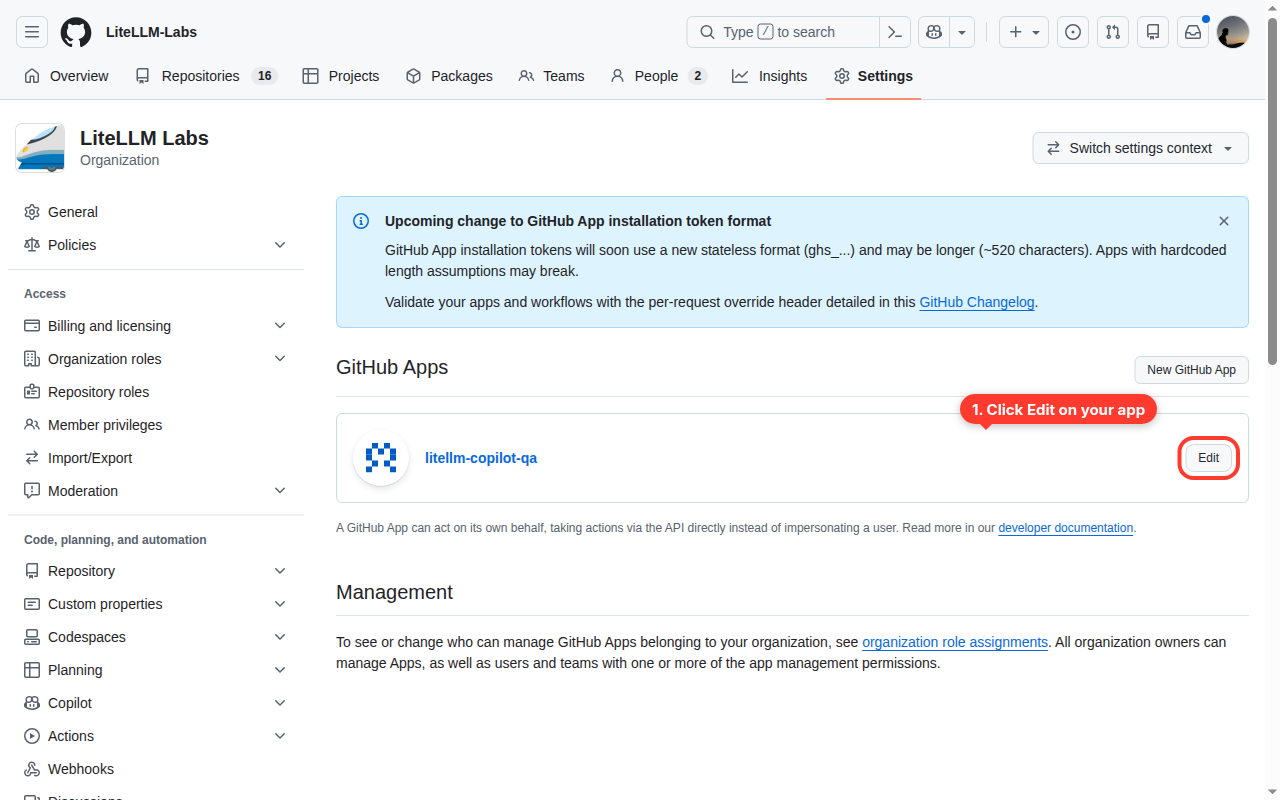 LiteLLM-Labs
Type / to search
Overview
Repositories 16
Projects
Packages
Teams
People 2
Insights
Settings
LiteLLM Labs
Organization
Switch settings context
General
Policies
Access
Billing and licensing
Organization roles
Repository roles
Member privileges
Import/Export
Moderation
Code, planning, and automation
Repository
Custom properties
Codespaces
Planning
Copilot
Actions
Webhooks
Discussions
Upcoming change to GitHub App installation token format
GitHub App installation tokens will soon use a new stateless format (ghs_...) and may be longer (~520 characters). Apps with hardcoded
length assumptions may break.
Validate your apps and workflows with the per-request override header detailed in this GitHub Changelog.
GitHub Apps
New GitHub App
1. Click Edit on your app
litellm-copilot-qa
Edit
A GitHub App can act on its own behalf, taking actions via the API directly instead of impersonating a user. Read more in our developer documentation.
Management
To see or change who can manage GitHub Apps belonging to your organization, see organization role assignments. All organization owners can
manage Apps, as well as users and teams with one or more of the app management permissions.